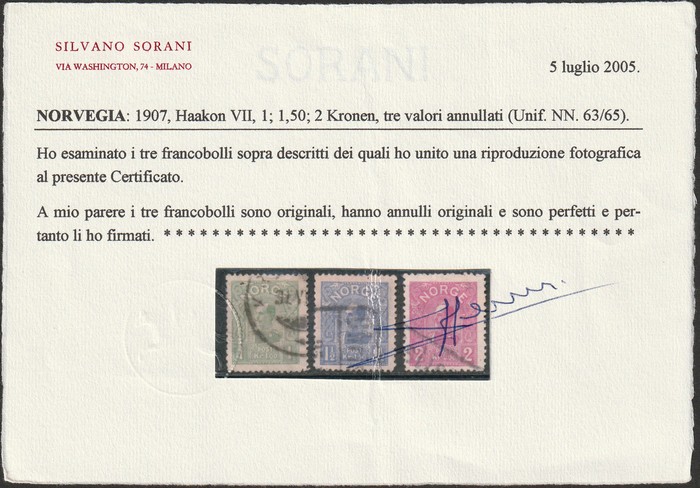 SILVANO SORANI
VIA WASHINGTON, 74 - MILANO
SORANI
5 luglio 2005.
NORVEGIA: 1907, Haakon VII, 1; 1,50; 2 Kronen, tre valori annullati (Unif. NN. 63/65).
Ho esaminato i tre francobolli sopra descritti dei quali ho unito una riproduzione fotografica
al presente Certificato.
A mio parere i tre francobolli sono originali, hanno annulli originali e sono perfetti e per-
tanto li ho firmati. * * * * * * * * * * * * * * * * * * * * * * * * * * * * * * * * * * * * * * *
NORGE NORGE NORGE
2 2